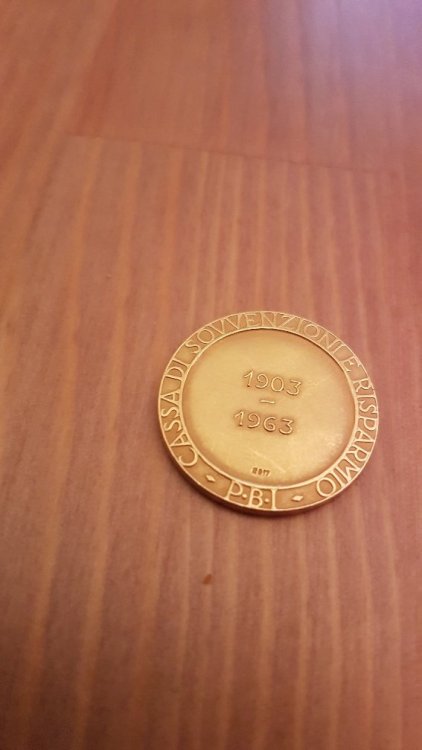 CASSA DI SOVVENZIONI E RISPARMIO
1903
–
1963
P·B·I